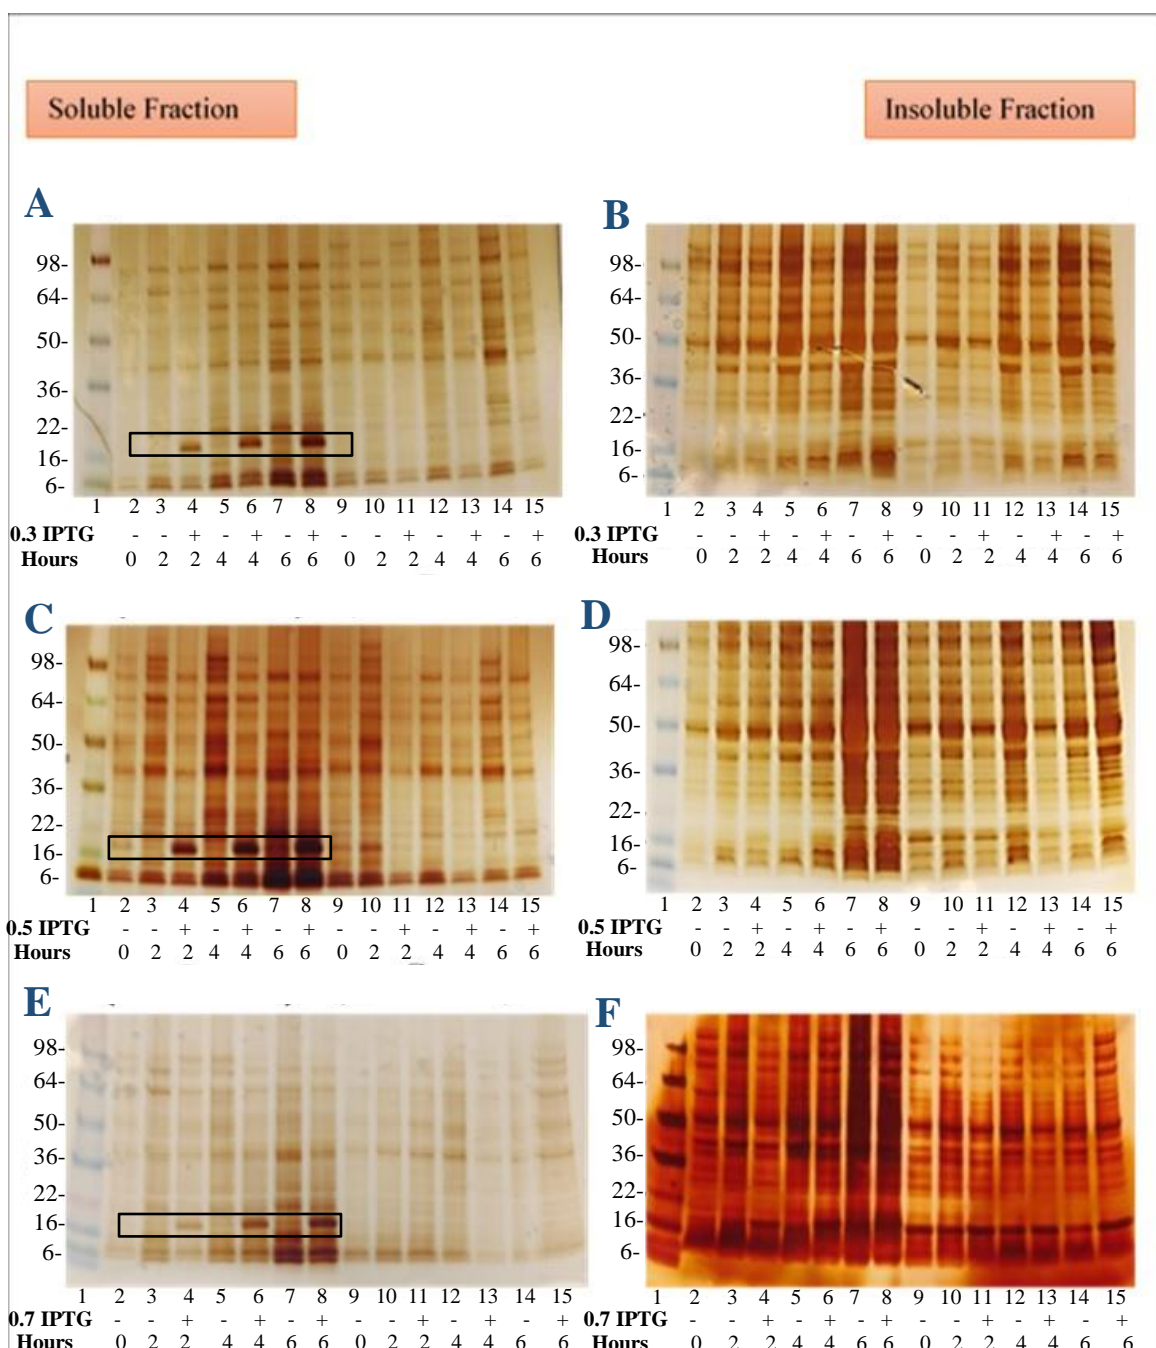 Soluble Fraction
Insoluble Fraction
A
98-
64-
50-
36-
22-
16-
6-
1 2 3 4 5 6 7 8 9 10 11 12 13 14 15
0.3 IPTG - - + - + - + - - + - + - +
Hours 0 2 2 4 4 6 6 0 2 2 4 4 6 6
B
98-
64-
50-
36-
22-
16-
6-
1 2 3 4 5 6 7 8 9 10 11 12 13 14 15
0.3 IPTG - - + - + - + - - + - + - +
Hours 0 2 2 4 4 6 6 0 2 2 4 4 6 6
C
98-
64-
50-
36-
22-
16-
6-
1 2 3 4 5 6 7 8 9 10 11 12 13 14 15
0.5 IPTG - - + - + - + - - + - + - +
Hours 0 2 2 4 4 6 6 0 2 2 4 4 6 6
D
98-
64-
50-
36-
22-
16-
6-
1 2 3 4 5 6 7 8 9 10 11 12 13 14 15
0.5 IPTG - - + - + - + - - + - + - +
Hours 0 2 2 4 4 6 6 0 2 2 4 4 6 6
E
98-
64-
50-
36-
22-
16-
6-
1 2 3 4 5 6 7 8 9 10 11 12 13 14 15
0.7 IPTG - - + - + - + - - + - + - +
Hours 0 2 2 4 4 6 6 0 2 2 4 4 6 6
F
98-
64-
50-
36-
22-
16-
6-
1 2 3 4 5 6 7 8 9 10 11 12 13 14 15
0.7 IPTG - - + - + - + - - + - + - +
Hours 0 2 2 4 4 6 6 0 2 2 4 4 6 6